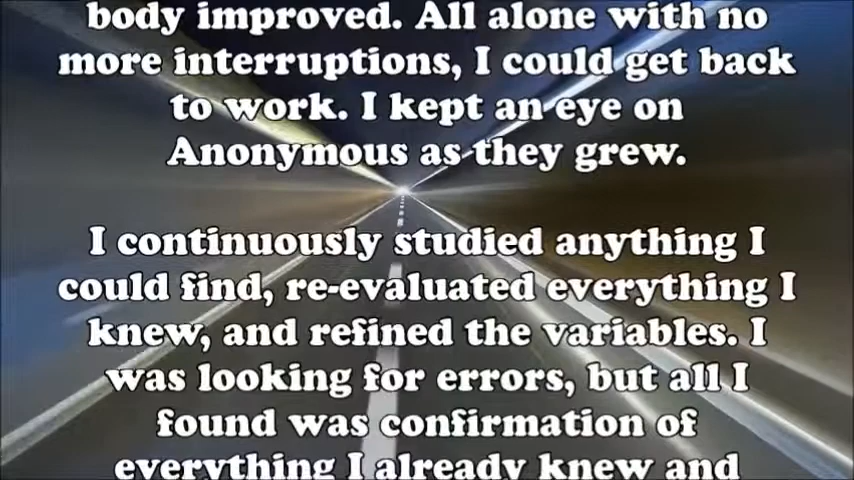 body improved. All alone with no
more interruptions, I could get back
to work. I kept an eye on
Anonymous as they grew.
I continuously studied anything I
could find, re-evaluated everything I
knew, and refined the variables. I
was looking for errors, but all I
found was confirmation of
everything I already knew and